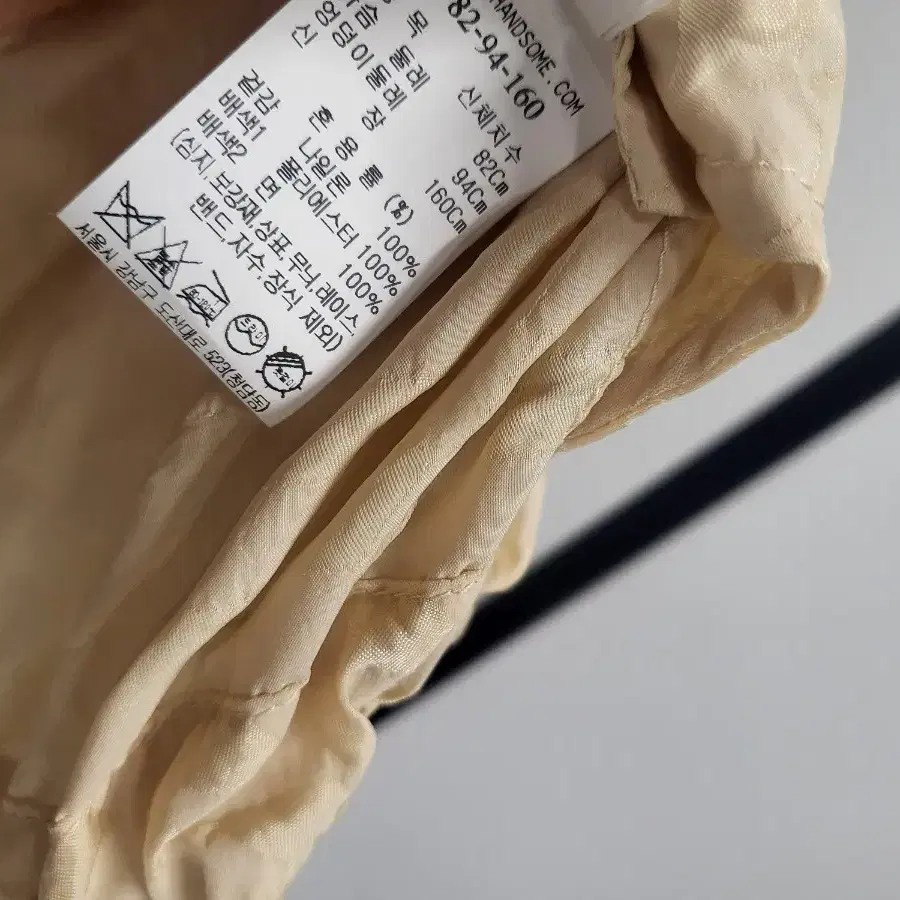 HANDSOME.COM
82-94-160
목 신체치수
가슴 둘레 82Cm
엉덩이둘레 94Cm
신 장 160Cm
혼 용 률 (%)
겉감 나일론 100%
배색1 폴리에스터 100%
배색2 면 100%
(심지,보강재,상표,무늬,레이스,
밴드,자수,장식 제외)
서울시 강남구 도산대로 523(청담동)